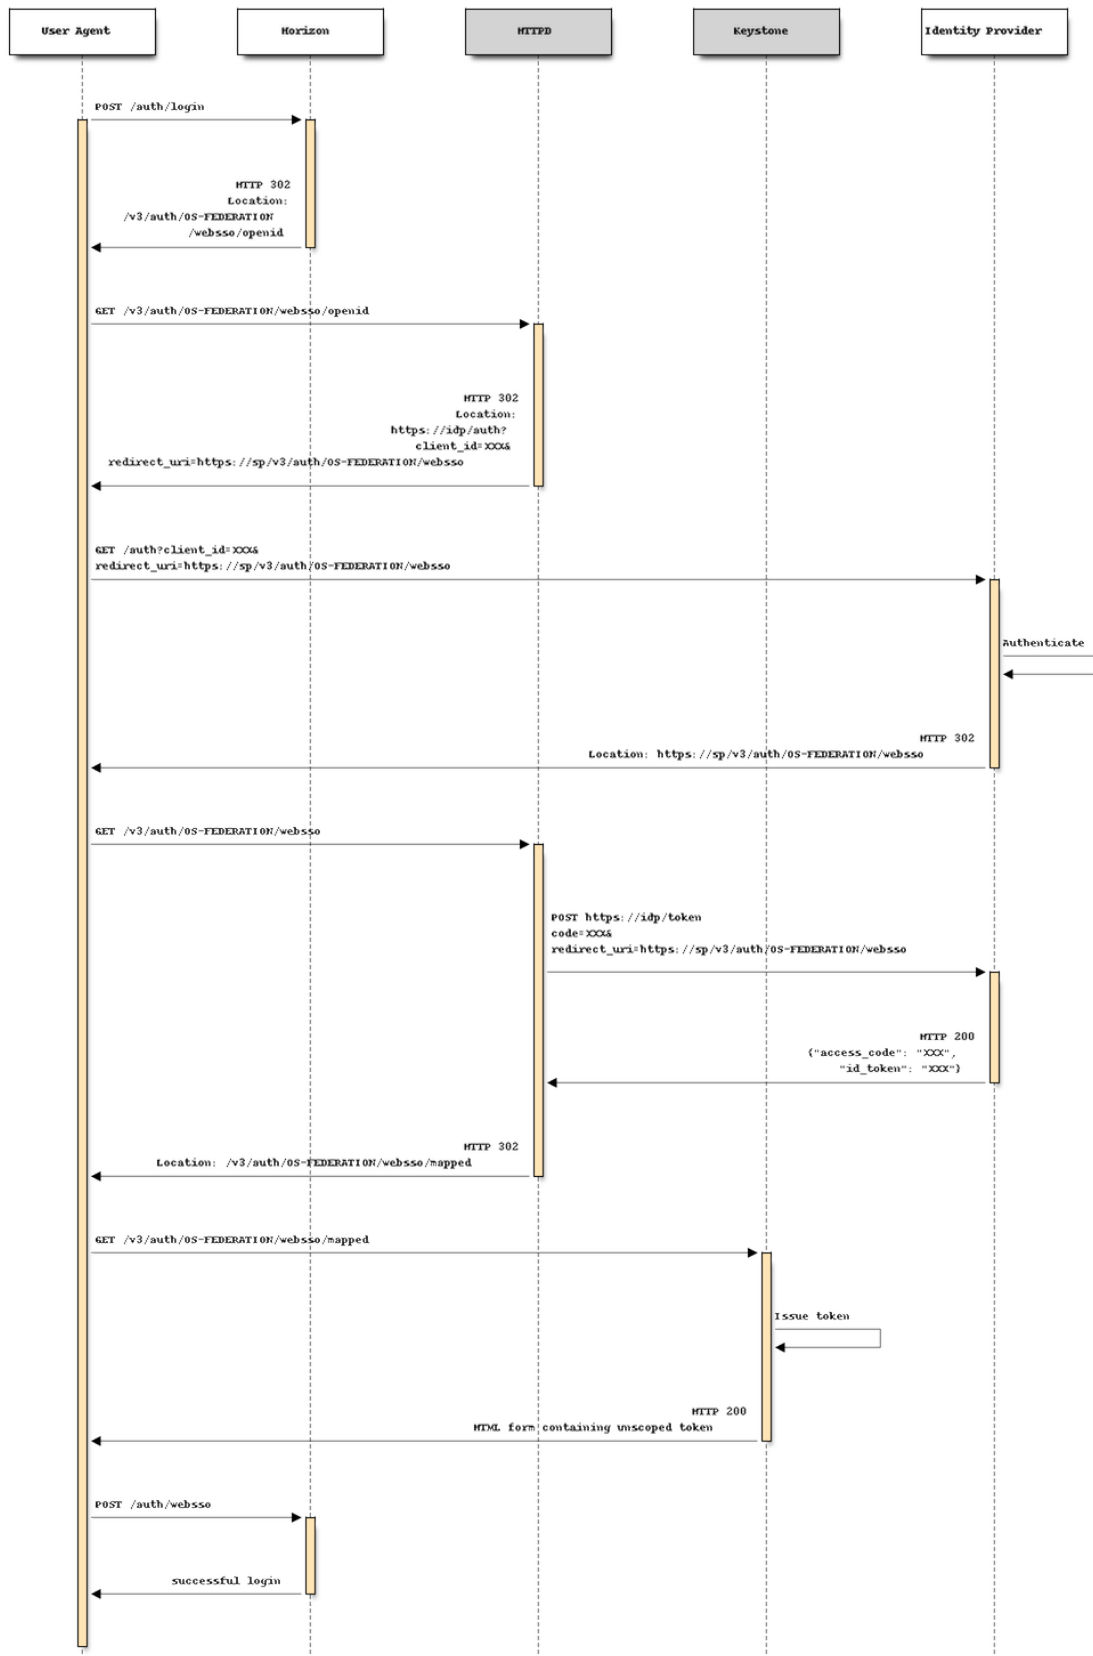 User Agent
Horizon
HTTPD
Keystone
Identity Provider
POST /auth/login
HTTP 302
Location:
/v3/auth/OS-FEDERATION
/websso/openid
GET /v3/auth/OS-FEDERATION/websso/openid
HTTP 302
Location:
https://idp/auth?
client_id=XXX&
redirect_uri=https://sp/v3/auth/OS-FEDERATION/websso
GET /auth?client_id=XXX&
redirect_uri=https://sp/v3/auth/OS-FEDERATION/websso
Authenticate
HTTP 302
Location: https://sp/v3/auth/OS-FEDERATION/websso
GET /v3/auth/OS-FEDERATION/websso
POST https://idp/token
code=XXX&
redirect_uri=https://sp/v3/auth/OS-FEDERATION/websso
HTTP 200
{"access_code": "XXX",
"id_token": "XXX"}
HTTP 302
Location: /v3/auth/OS-FEDERATION/websso/mapped
GET /v3/auth/OS-FEDERATION/websso/mapped
Issue token
HTTP 200
HTML form containing unscoped token
POST /auth/websso
successful login